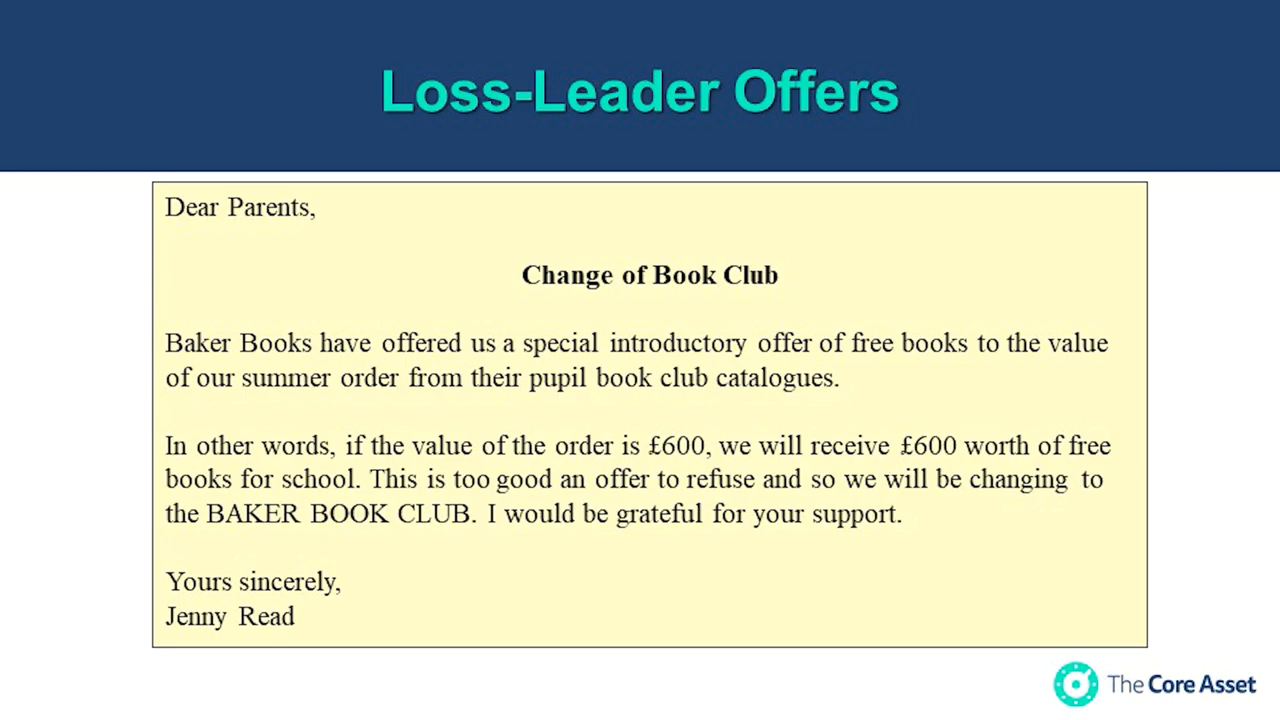 Loss-Leader Offers
Dear Parents,
Change of Book Club
Baker Books have offered us a special introductory offer of free books to the value
of our summer order from their pupil book club catalogues.
In other words, if the value of the order is £600, we will receive £600 worth of free
books for school. This is too good an offer to refuse and so we will be changing to
the BAKER BOOK CLUB. I would be grateful for your support.
Yours sincerely,
Jenny Read
The Core Asset